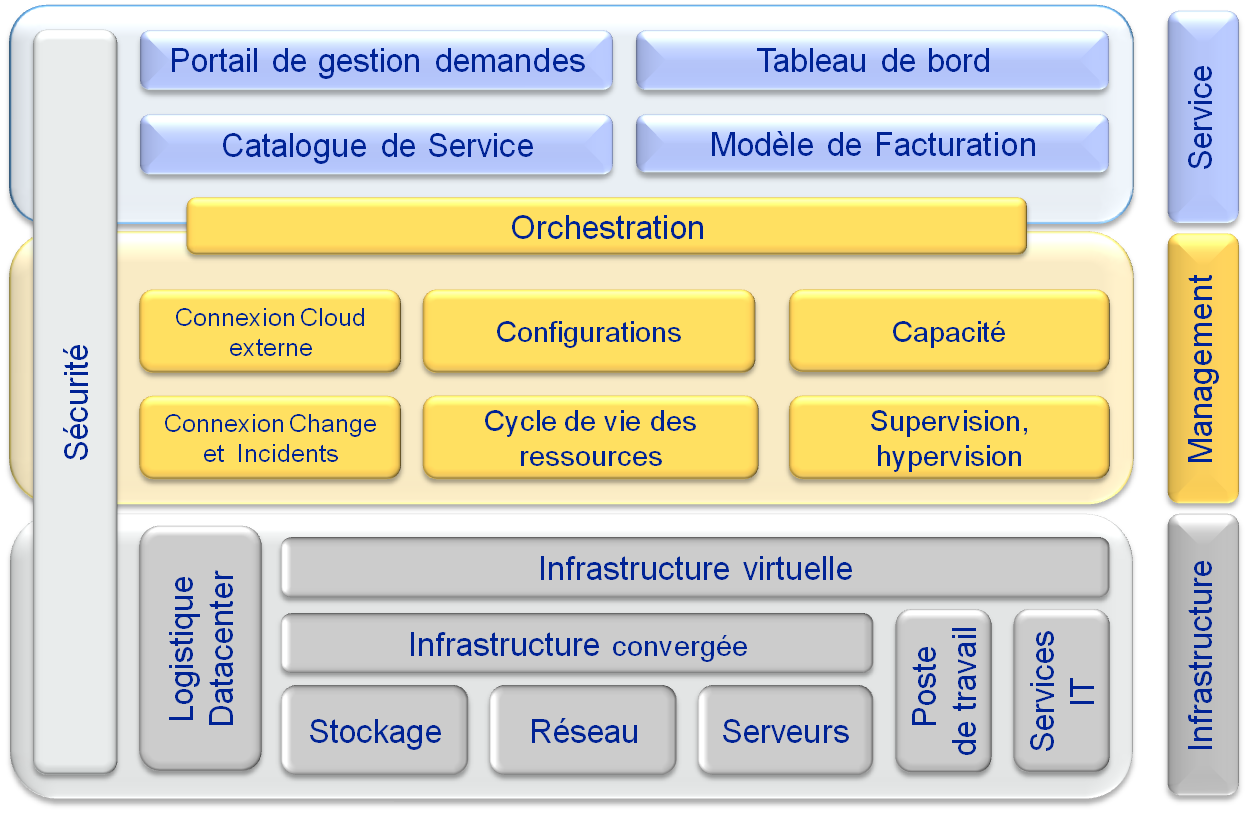 Portail de gestion demandes
Tableau de bord
Service
Catalogue de Service
Modèle de Facturation
Orchestration
Sécurité
Connexion Cloud
externe
Configurations
Capacité
Management
Connexion Change
et Incidents
Cycle de vie des
ressources
Supervision,
hypervision
Logistique
Datacenter
Infrastructure virtuelle
Infrastructure convergée
Stockage
Réseau
Serveurs
Poste
de travail
Services
IT
Infrastructure